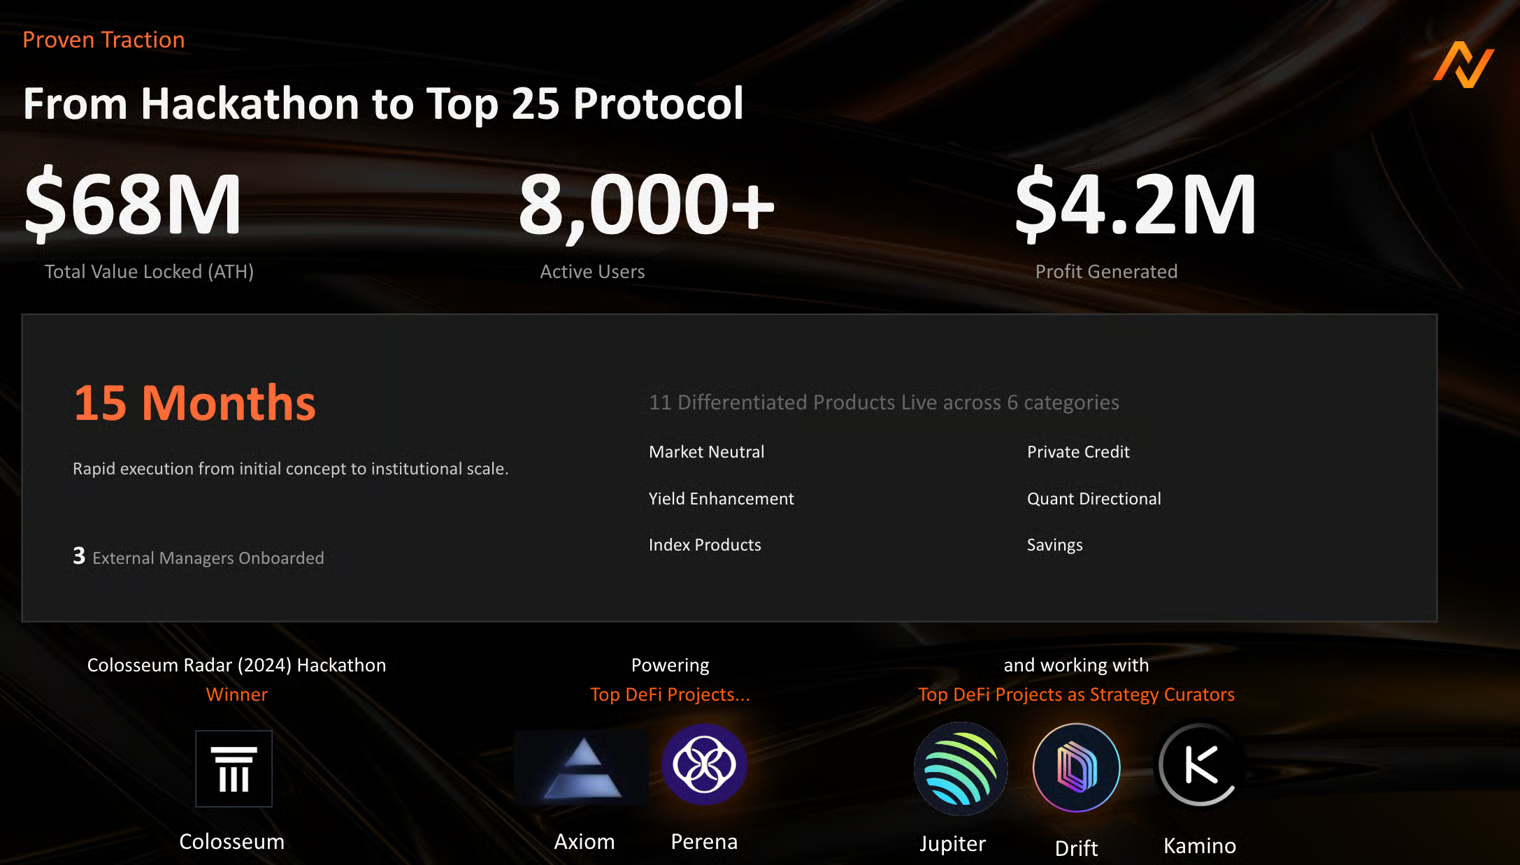 Proven Traction
From Hackathon to Top 25 Protocol
$68M
Total Value Locked (ATH)
8,000+
Active Users
$4.2M
Profit Generated
15 Months
Rapid execution from initial concept to institutional scale.
3 External Managers Onboarded
11 Differentiated Products Live across 6 categories
Market Neutral
Private Credit
Yield Enhancement
Quant Directional
Index Products
Savings
Colosseum Radar (2024) Hackathon
Winner
Colosseum
Powering
Top DeFi Projects...
Axiom
Perena
and working with
Top DeFi Projects as Strategy Curators
Jupiter
Drift
Kamino